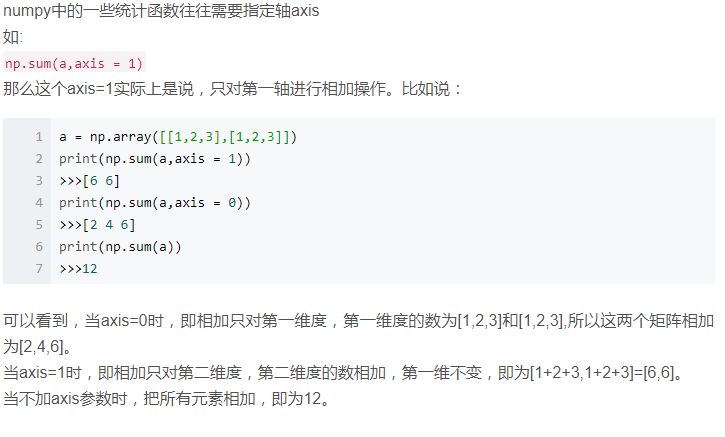 numpy中的一些统计函数往往需要指定轴axis
如:
np.sum(a,axis = 1)
那么这个axis=1实际上是说，只对第一轴进行相加操作。比如说：
1 a = np.array([[1,2,3],[1,2,3]])
2 print(np.sum(a,axis = 1))
3 >>>[6 6]
4 print(np.sum(a,axis = 0))
5 >>>[2 4 6]
6 print(np.sum(a))
7 >>>12
可以看到，当axis=0时，即相加只对第一维度，第一维度的数为[1,2,3]和[1,2,3],所以这两个矩阵相加
为[2,4,6]。
当axis=1时，即相加只对第二维度，第二维度的数相加，第一维不变，即为[1+2+3,1+2+3]=[6,6]。
当不加axis参数时，把所有元素相加，即为12。